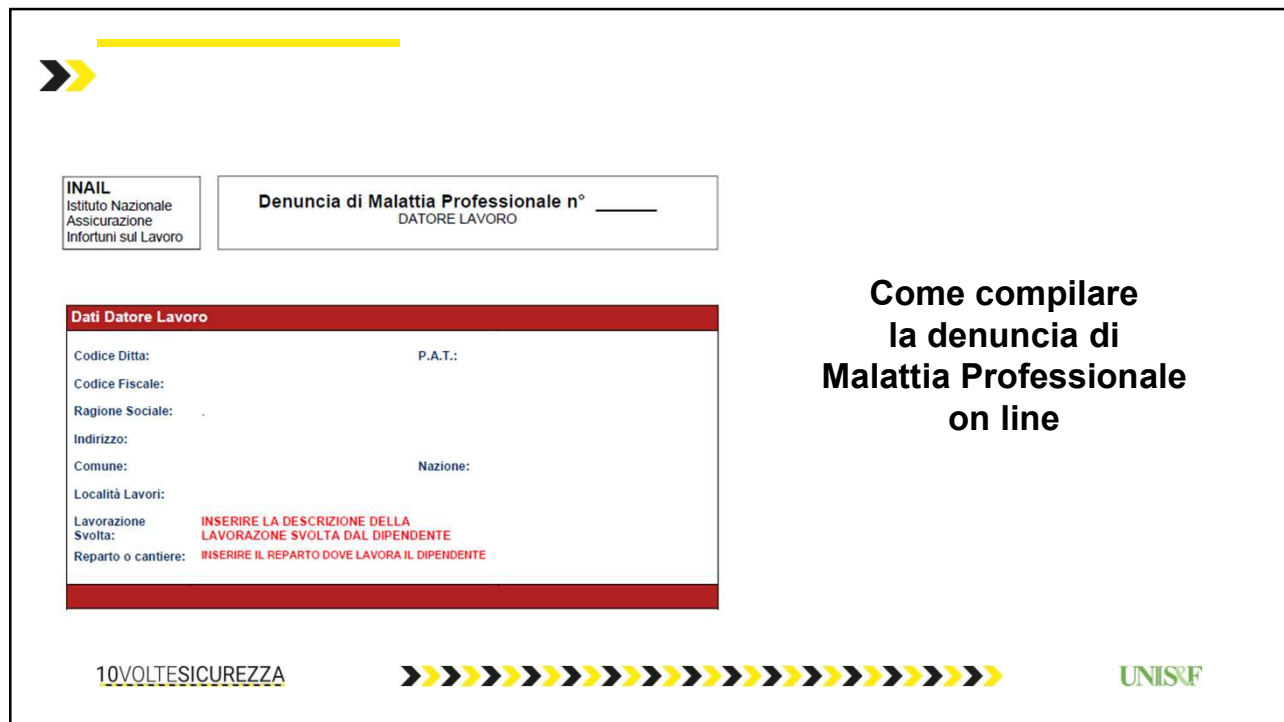 INAIL
Istituto Nazionale
Assicurazione
Infortuni sul Lavoro
Denuncia di Malattia Professionale n° ______
DATORE LAVORO
Dati Datore Lavoro
Codice Ditta: P.A.T.:
Codice Fiscale:
Ragione Sociale: .
Indirizzo:
Comune: Nazione:
Località Lavori:
Lavorazione Svolta: INSERIRE LA DESCRIZIONE DELLA
LAVORAZONE SVOLTA DAL DIPENDENTE
Reparto o cantiere: INSERIRE IL REPARTO DOVE LAVORA IL DIPENDENTE
Come compilare
la denuncia di
Malattia Professionale
on line
10VOLTESICUREZZA
UNIS&F